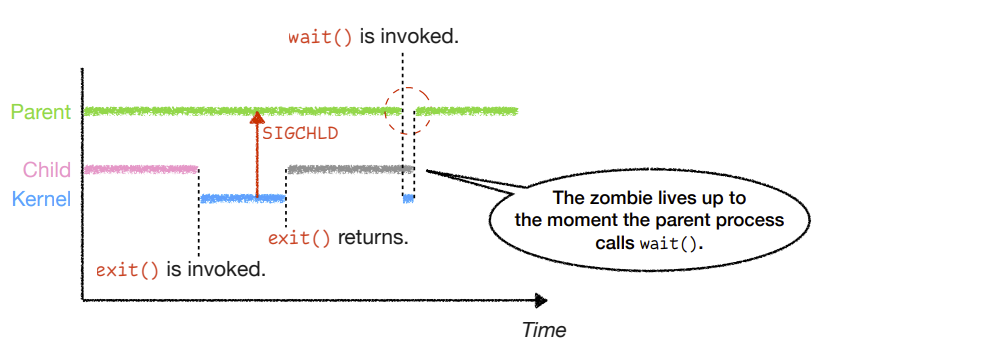 wait() is invoked.
Parent
SIGCHLD
Child
Kernel
The zombie lives up to
the moment the parent process
calls wait().
exit() returns.
exit() is invoked.
Time